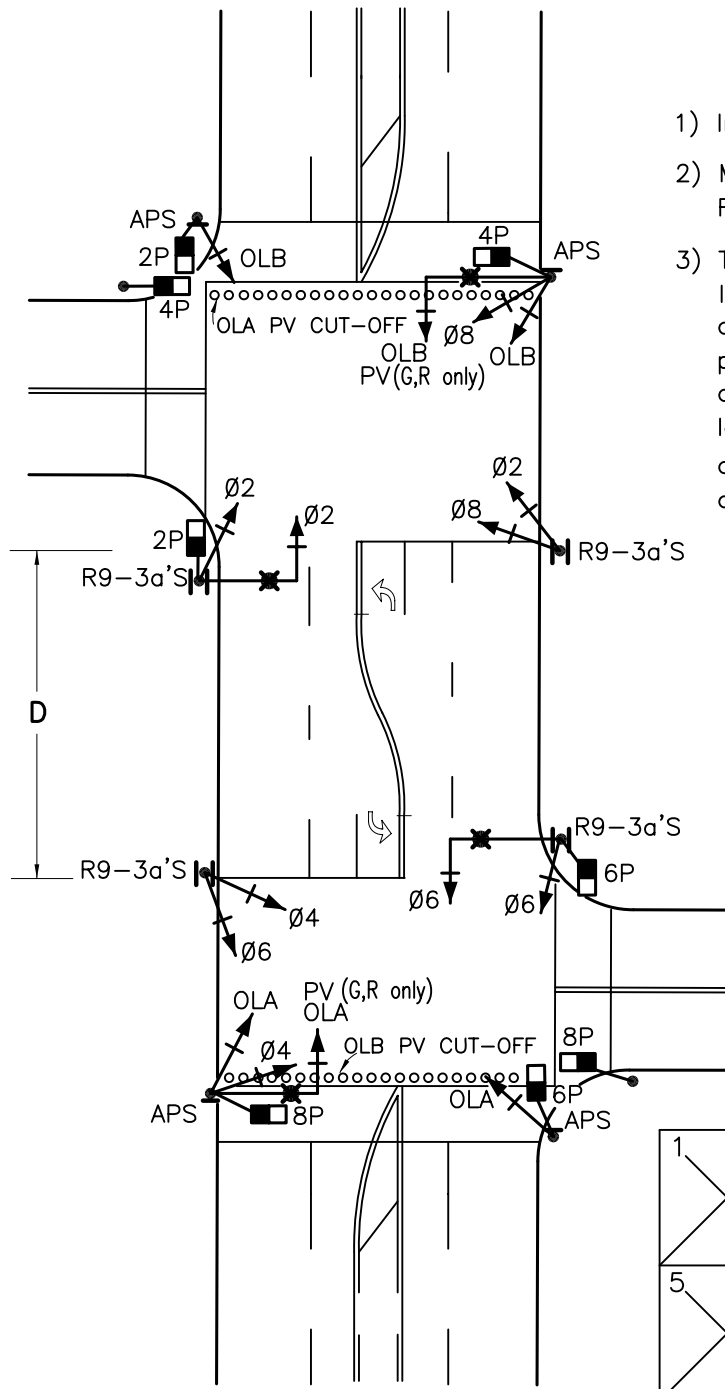 1)
2)
3) T
APS
2P
OLB
4P
4P
APS
OLA PV CUT-OFF
Ø8
OLB
OLB
PV(G,R only)
Ø2
Ø2
Ø2
Ø8
2P
R9-3a'S
R9-3a'S
D
R9-3a'S
R9-3a'S
6P
Ø4
Ø6
Ø6
Ø6
OLA
PV (G,R only)
OLA
Ø4
OLB PV CUT-OFF
8P
OLA
6P
APS
8P
APS
1
5